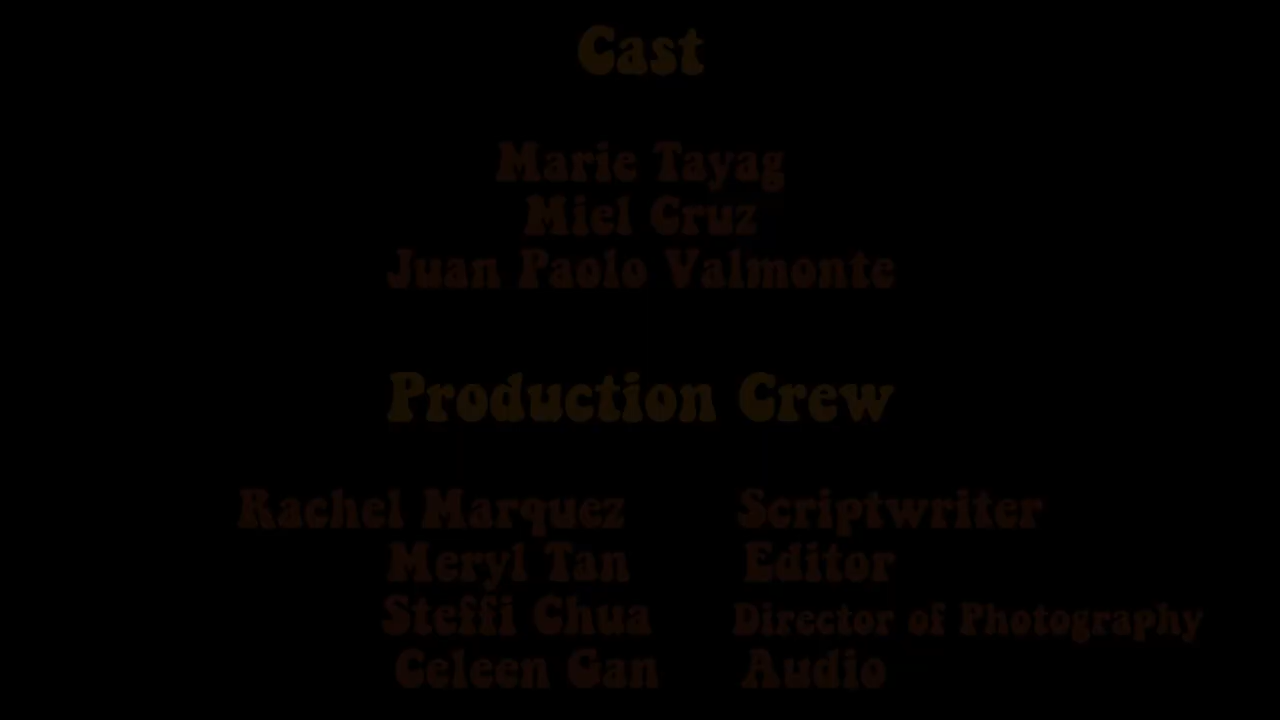 Cast
Marie Tayag
Miel Cruz
Juan Paolo Valmonte
Production Crew
Rachel Marquez Scriptwriter
Meryl Tan Editor
Steffi Chua Director of Photography
Celeen Gan Audio